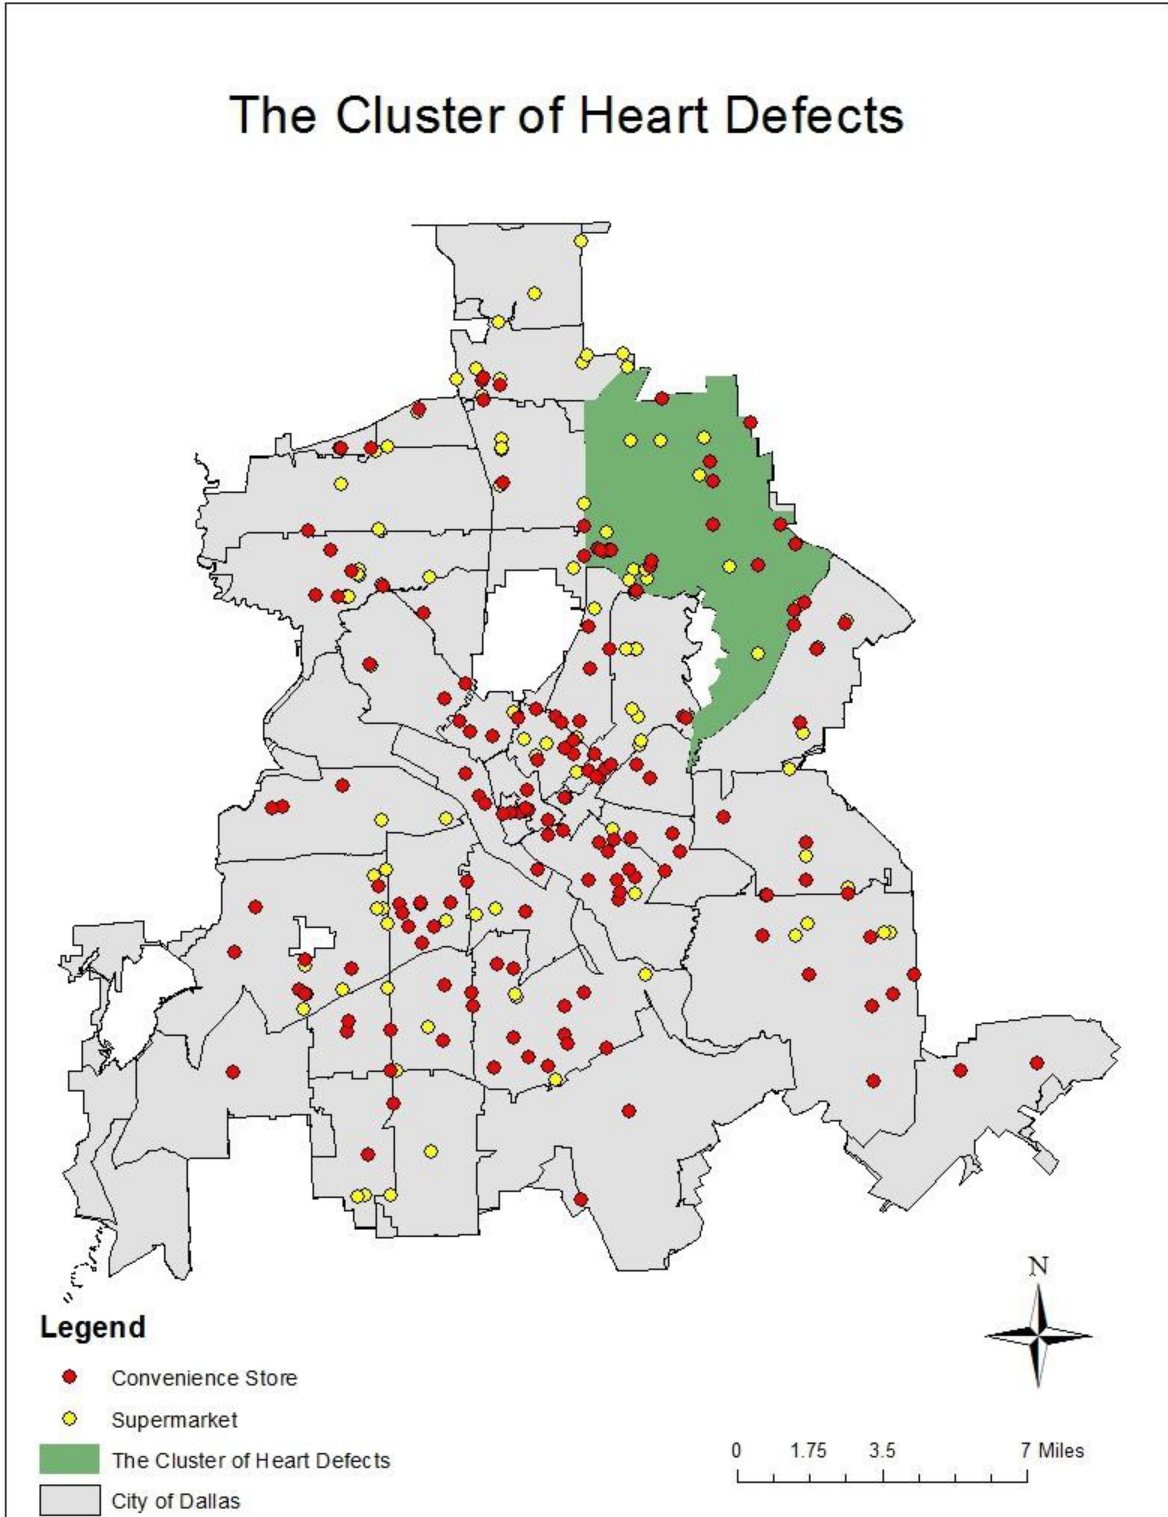 The Cluster of Heart Defects
N
Legend
Convenience Store
Supermarket
The Cluster of Heart Defects
City of Dallas
0 1.75 3.5 7 Miles